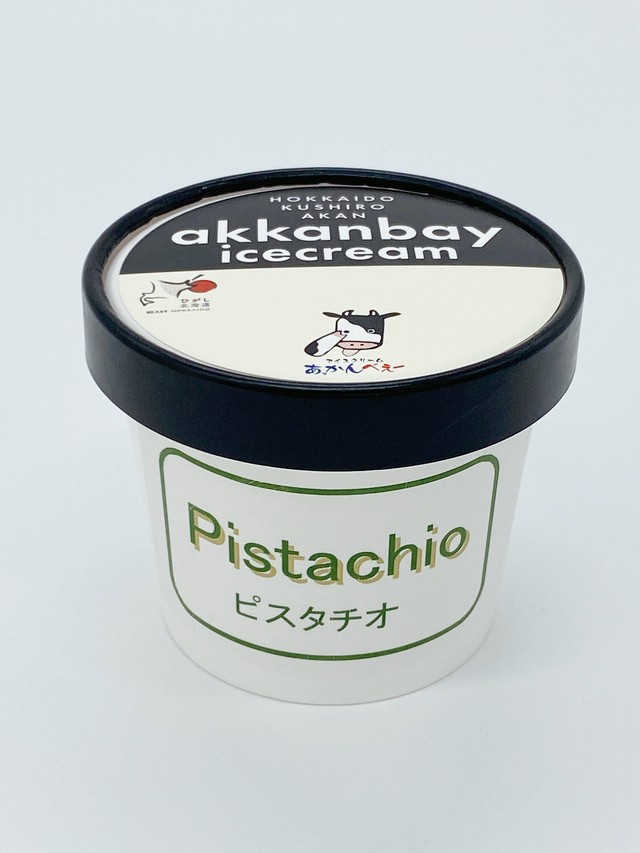 HOKKAIDO
KUSHIRO
AKAN
akkanbay
icecream
ひがし
北海道
EAST HOKKAIDO
アイスクリーム
あかんべぇー
Pistachio
ピスタチオ